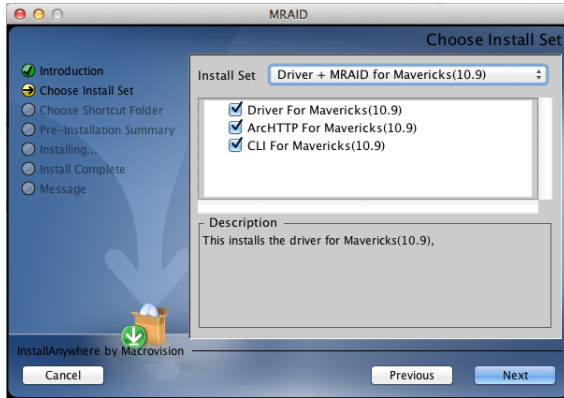 MRAID
Choose Install Set
Introduction
Choose Install Set
Choose Shortcut Folder
Pre-Installation Summary
Installing...
Install Complete
Message
Install Set
Driver + MRAID for Mavericks(10.9)
Driver For Mavericks(10.9)
ArcHTTP For Mavericks(10.9)
CLI For Mavericks(10.9)
Description
This installs the driver for Mavericks(10.9),
InstallAnywhere by Macrovision
Cancel
Previous
Next